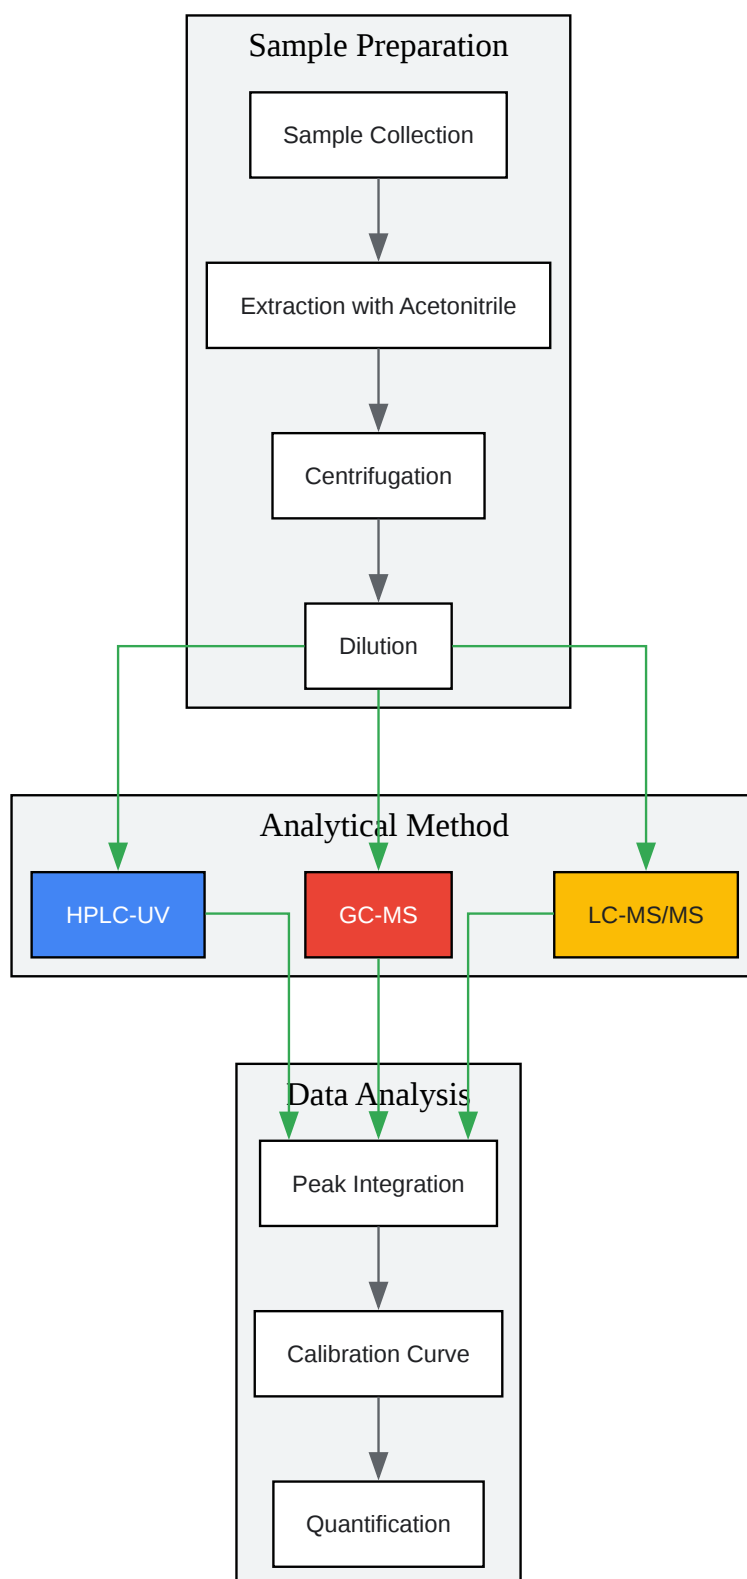 Sample Preparation
Sample Collection
Extraction with Acetonitrile
Centrifugation
Dilution
Analytical Method
HPLC-UV
GC-MS
LC-MS/MS
Data Analysis
Peak Integration
Calibration Curve
Quantification